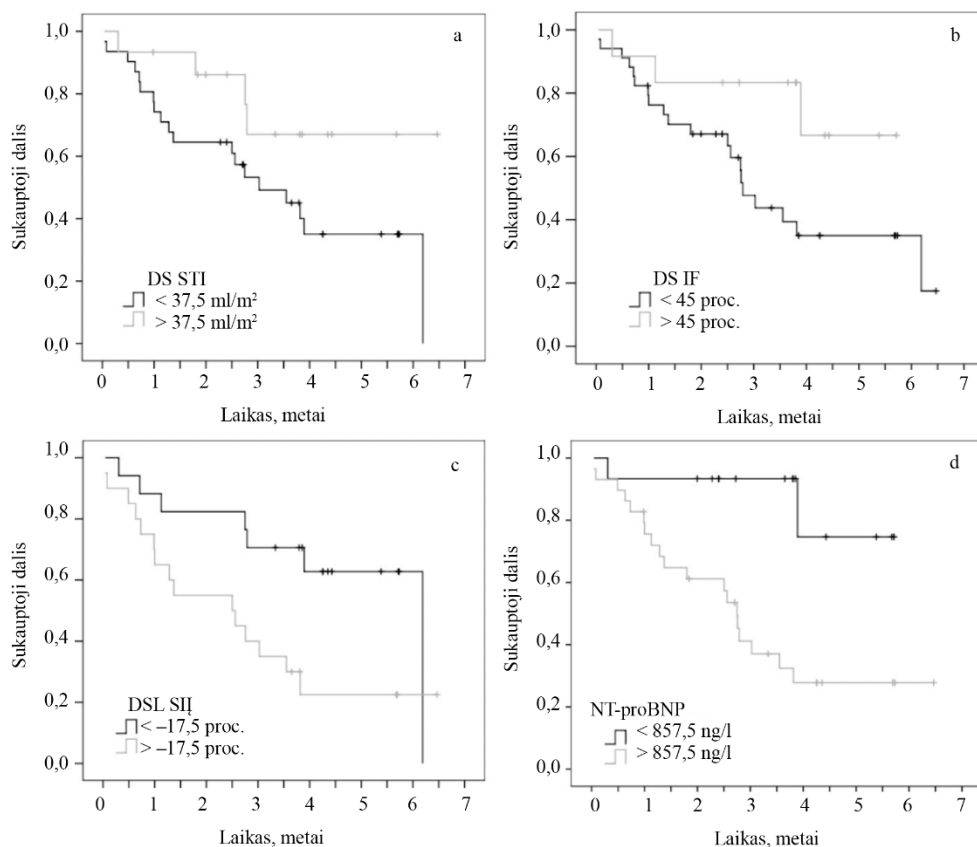 a
Sukauptoji dalis
1,0
0,8
0,6
0,4
0,2
0,0
DS STI
< 37,5 ml/m²
> 37,5 ml/m²
0 1 2 3 4 5 6 7
Laikas, metai
b
Sukauptoji dalis
1,0
0,8
0,6
0,4
0,2
0,0
DS IF
< 45 proc.
> 45 proc.
0 1 2 3 4 5 6 7
Laikas, metai
c
Sukauptoji dalis
1,0
0,8
0,6
0,4
0,2
0,0
DSL SIĮ
< –17,5 proc.
> –17,5 proc.
0 1 2 3 4 5 6 7
Laikas, metai
d
Sukauptoji dalis
1,0
0,8
0,6
0,4
0,2
0,0
NT-proBNP
< 857,5 ng/l
> 857,5 ng/l
0 1 2 3 4 5 6 7
Laikas, metai